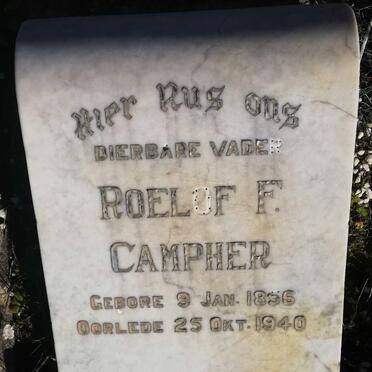 Hier Rus ons
DIERBARE VADER
ROELOF F.
CAMPHER
GEBORE 9 JAN. 1856
OORLEDE 25 OKT. 1940